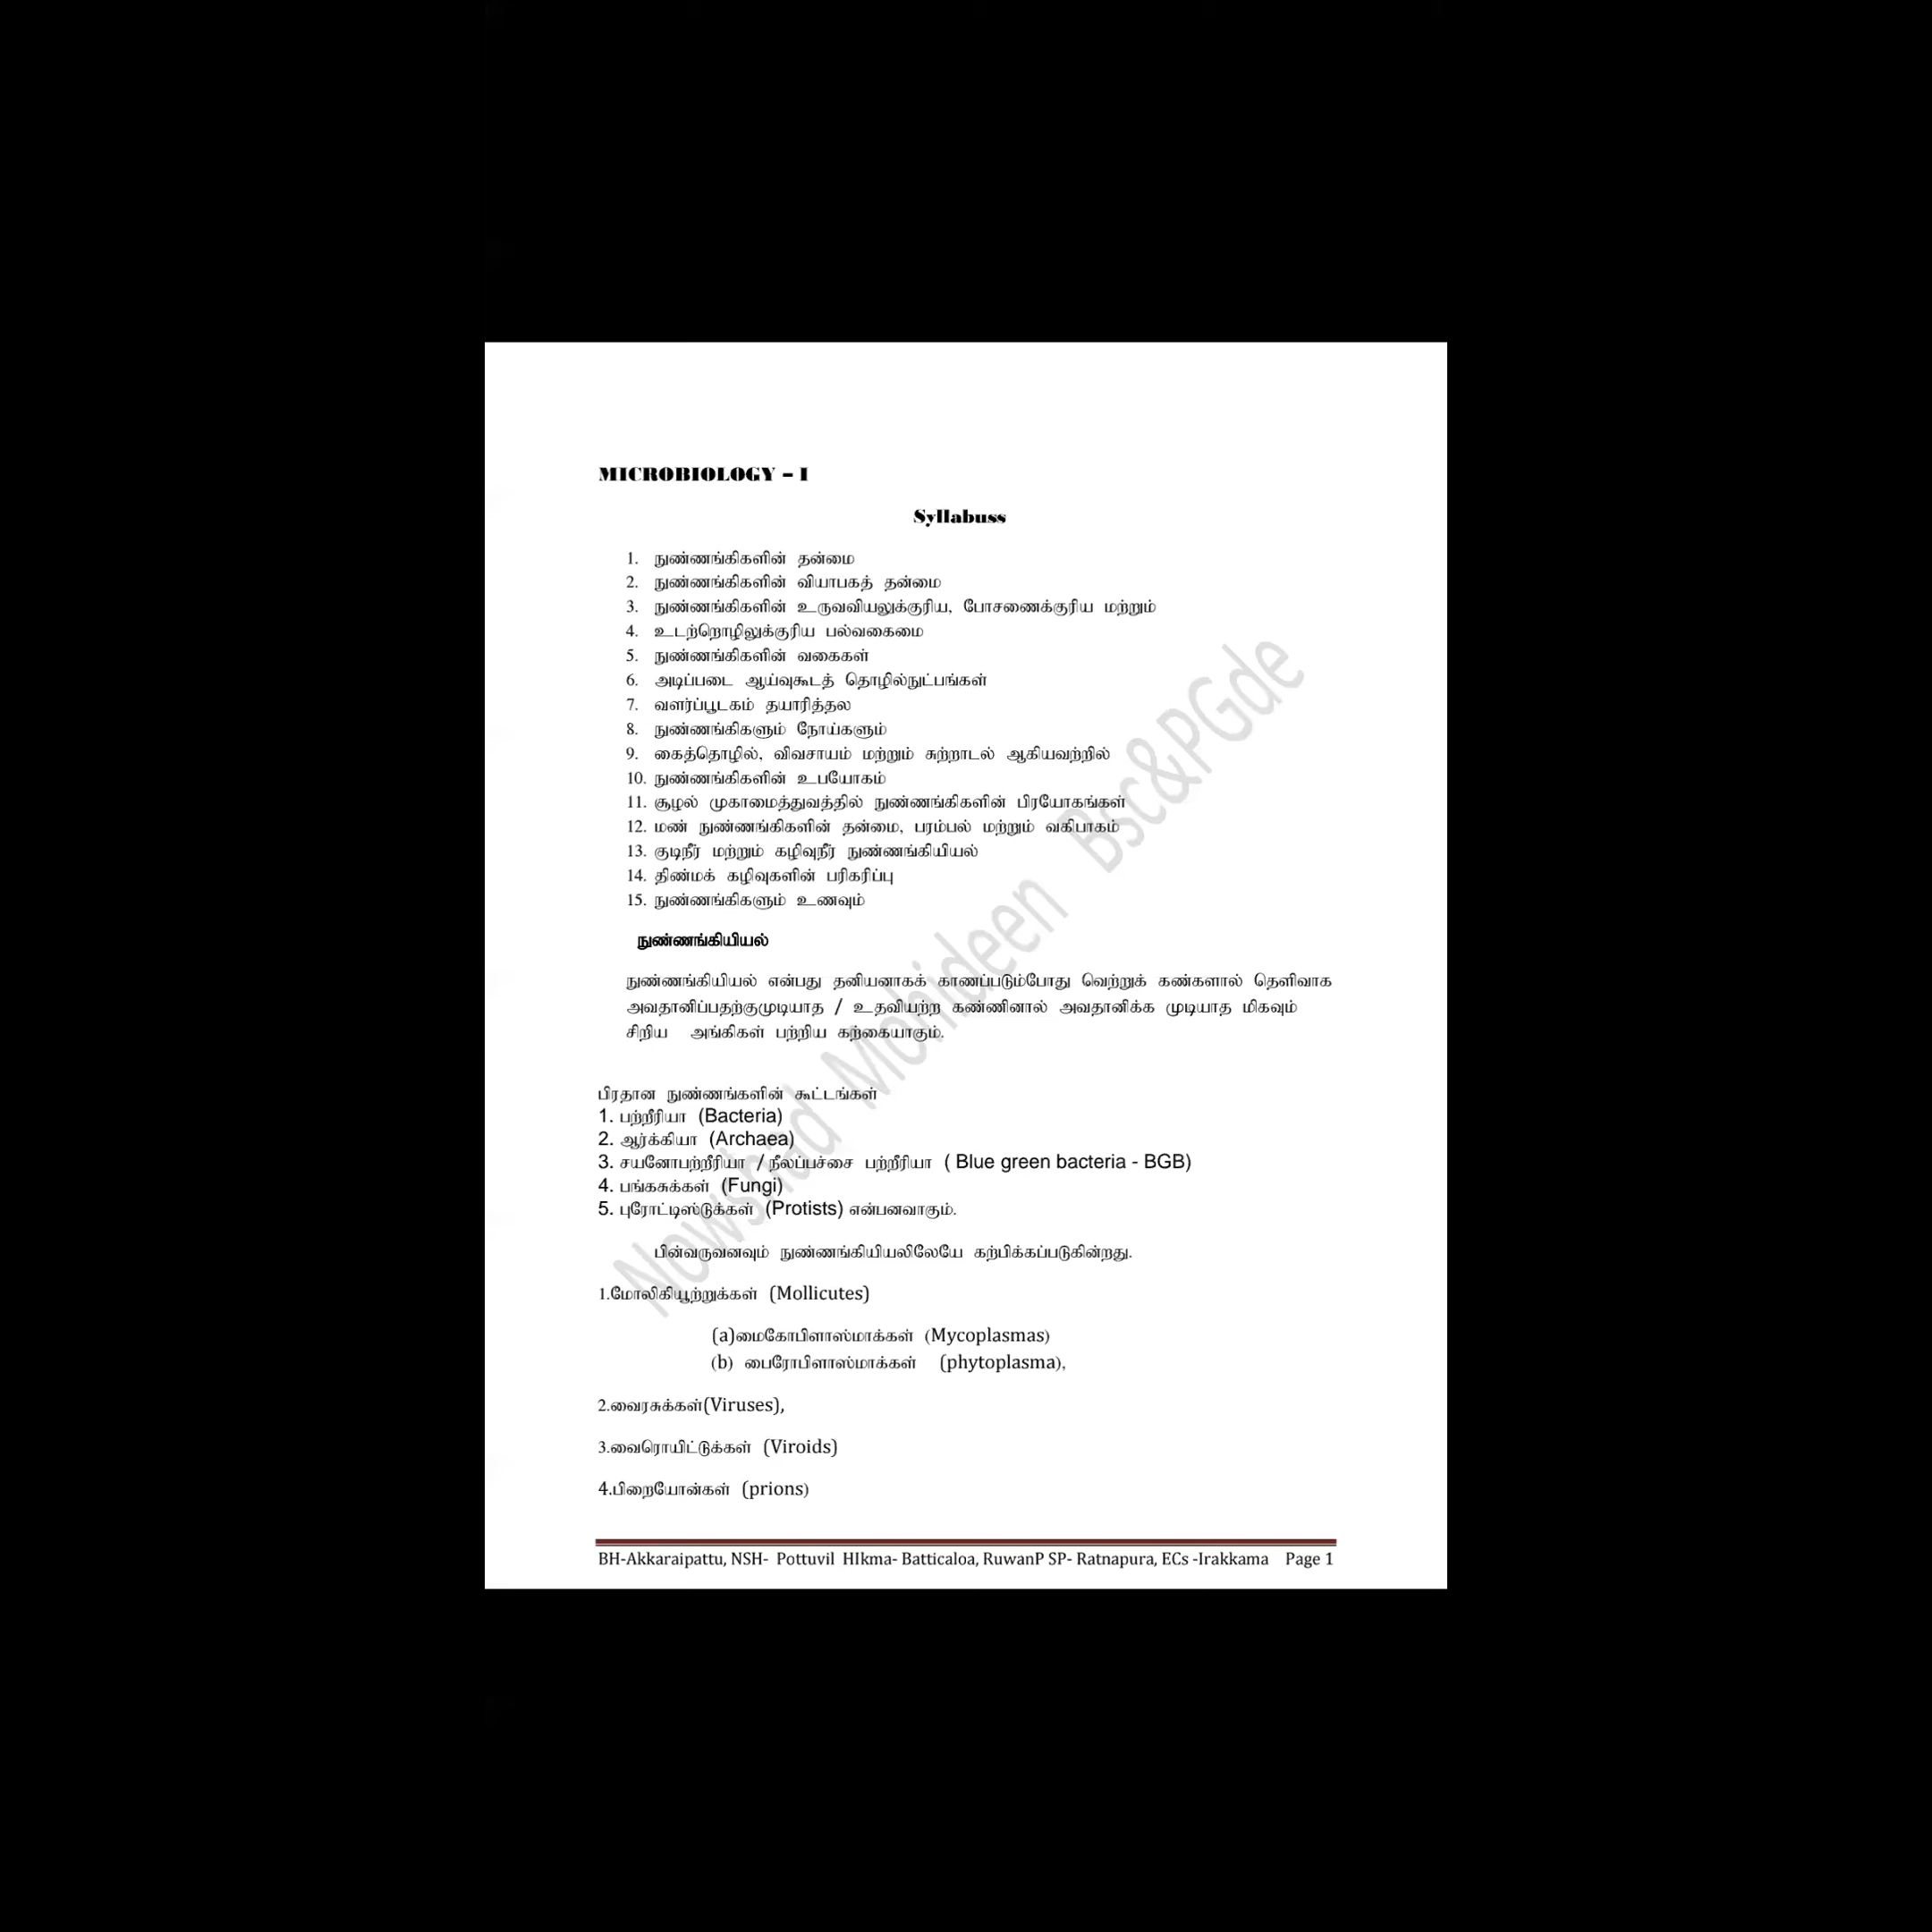 MICROBIOLOGY – I
Syllabuss
1. நுண்ணங்கிகளின் தன்மை
2. நுண்ணங்கிகளின் வியாபகத் தன்மை
3. நுண்ணங்கிகளின் உருவவியலுக்குரிய, போசணைக்குரிய மற்றும்
4. உடற்றொழிலுக்குரிய பல்வகைமை
5. நுண்ணங்கிகளின் வகைகள்
6. அடிப்படை ஆய்வுகூடத் தொழில்நுட்பங்கள்
7. வளர்ப்பூடகம் தயாரித்தல
8. நுண்ணங்கிகளும் நோய்களும்
9. கைத்தொழில், விவசாயம் மற்றும் சுற்றாடல் ஆகியவற்றில்
10. நுண்ணங்கிகளின் உபயோகம்
11. சூழல் முகாமைத்துவத்தில் நுண்ணங்கிகளின் பிரயோகங்கள்
12. மண் நுண்ணங்கிகளின் தன்மை, பரம்பல் மற்றும் வகிபாகம்
13. குடிநீர் மற்றும் கழிவுநீர் நுண்ணங்கியியல்
14. திண்மக் கழிவுகளின் பரிகரிப்பு
15. நுண்ணங்கிகளும் உணவும்
நுண்ணங்கியியல்
நுண்ணங்கியியல் என்பது தனியனாகக் காணப்படும்போது வெற்றுக் கண்களால் தெளிவாக
அவதானிப்பதற்குமுடியாத / உதவியற்ற கண்ணினால் அவதானிக்க முடியாத மிகவும்
சிறிய அங்கிகள் பற்றிய கற்கையாகும்.
பிரதான நுண்ணங்களின் கூட்டங்கள்
1. பற்றீரியா (Bacteria)
2. ஆர்க்கியா (Archaea)
3. சயனோபற்றீரியா / நீலப்பச்சை பற்றீரியா ( Blue green bacteria - BGB)
4. பங்கசுக்கள் (Fungi)
5. புரோட்டிஸ்டுக்கள் (Protists) என்பனவாகும்.
பின்வருவனவும் நுண்ணங்கியியலிலேயே கற்பிக்கப்படுகின்றது.
1.மோலிகியூற்றுக்கள் (Mollicutes)
(a)மைகோபிளாஸ்மாக்கள் (Mycoplasmas)
(b) பைரோபிளாஸ்மாக்கள் (phytoplasma),
2.வைரசுக்கள்(Viruses),
3.வைரொயிட்டுக்கள் (Viroids)
4.பிறையோன்கள் (prions)
Nowshad Mohideen Bsc&PGde
BH-Akkaraipattu, NSH- Pottuvil HIkma- Batticaloa, RuwanP SP- Ratnapura, ECs -Irakkama Page 1